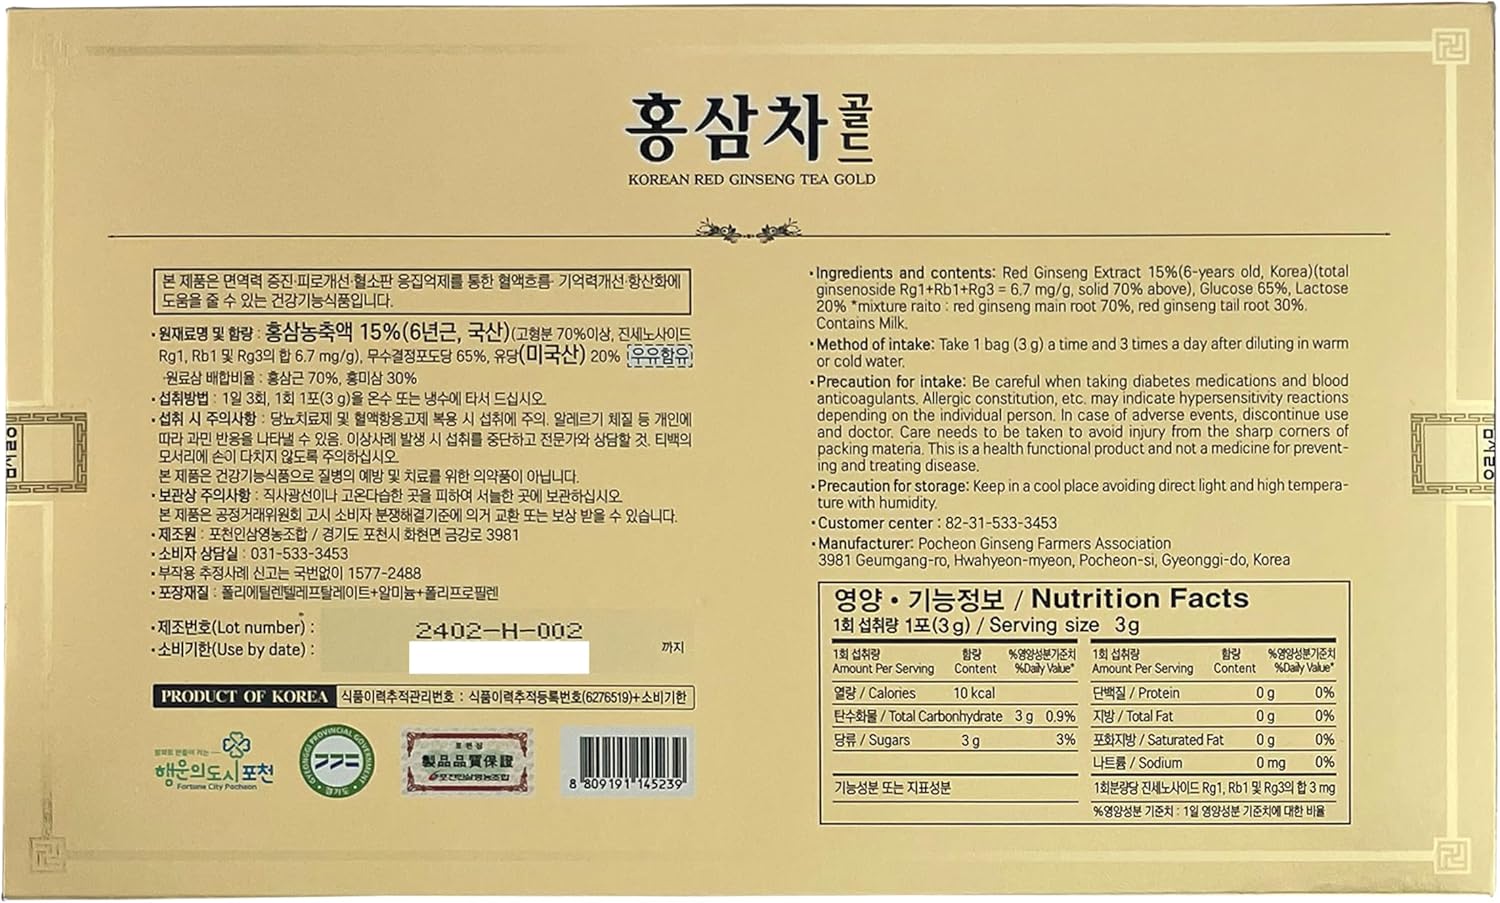 홍삼차 골드
KOREAN RED GINSENG TEA GOLD
본 제품은 면역력 증진·피로개선·혈소판 응집억제를 통한 혈액흐름· 기억력개선·항산화에
도움을 줄 수 있는 건강기능식품입니다.
• 원재료명 및 함량 : 홍삼농축액 15%(6년근, 국산)(고형분 70%이상, 진세노사이드
Rg1, Rb1 및 Rg3의 합 6.7 mg/g), 무수결정포도당 65%, 유당(미국산) 20% 우유함유
·원료삼 배합비율 : 홍삼근 70%, 홍미삼 30%
• 섭취방법 : 1일 3회, 1회 1포(3 g)을 온수 또는 냉수에 타서 드십시오.
• 섭취 시 주의사항 : 당뇨치료제 및 혈액항응고제 복용 시 섭취에 주의. 알레르기 체질 등 개인에
따라 과민 반응을 나타낼 수 있음. 이상사례 발생 시 섭취를 중단하고 전문가와 상담할 것. 티백의
모서리에 손이 다치지 않도록 주의하십시오.
본 제품은 건강기능식품으로 질병의 예방 및 치료를 위한 의약품이 아닙니다.
• 보관상 주의사항 : 직사광선이나 고온다습한 곳을 피하여 서늘한 곳에 보관하십시오.
본 제품은 공정거래위원회 고시 소비자 분쟁해결기준에 의거 교환 또는 보상 받을 수 있습니다.
• 제조원 : 포천인삼영농조합 / 경기도 포천시 화현면 금강로 3981
• 소비자 상담실 : 031-533-3453
• 부작용 추정사례 신고는 국번없이 1577-2488
• 포장재질 : 폴리에틸렌텔레프탈레이트+알미늄+폴리프로필렌
• 제조번호(Lot number) : 2402-H-002
• 소비기한(Use by date) : 까지
PRODUCT OF KOREA 식품이력추적관리번호 : 식품이력추적등록번호(6276519)+소비기한
행운의도시포천
Fortune City Pocheon
GYEONGGI PROVINCIAL GOVERNMENT
경기도
製品品質保證
포천인삼영농조합
8 809191 145239
• Ingredients and contents: Red Ginseng Extract 15%(6-years old, Korea)(total
ginsenoside Rg1+Rb1+Rg3 = 6.7 mg/g, solid 70% above), Glucose 65%, Lactose
20% *mixture raito : red ginseng main root 70%, red ginseng tail root 30%.
Contains Milk.
• Method of intake: Take 1 bag (3 g) a time and 3 times a day after diluting in warm
or cold water.
• Precaution for intake: Be careful when taking diabetes medications and blood
anticoagulants. Allergic constitution, etc. may indicate hypersensitivity reactions
depending on the individual person. In case of adverse events, discontinue use
and doctor. Care needs to be taken to avoid injury from the sharp corners of
packing materia. This is a health functional product and not a medicine for prevent-
ing and treating disease.
• Precaution for storage: Keep in a cool place avoiding direct light and high tempera-
ture with humidity.
• Customer center : 82-31-533-3453
• Manufacturer: Pocheon Ginseng Farmers Association
3981 Geumgang-ro, Hwahyeon-myeon, Pocheon-si, Gyeonggi-do, Korea
영양 • 기능정보 / Nutrition Facts
1회 섭취량 1포(3 g) / Serving size 3 g
1회 섭취량 함량 %영양성분기준치 1회 섭취량 함량 %영양성분기준치
Amount Per Serving Content %Daily Value* Amount Per Serving Content %Daily Value*
열량 / Calories 10 kcal 단백질 / Protein 0 g 0%
탄수화물 / Total Carbonhydrate 3 g 0.9% 지방 / Total Fat 0 g 0%
당류 / Sugars 3 g 3% 포화지방 / Saturated Fat 0 g 0%
나트륨 / Sodium 0 mg 0%
기능성분 또는 지표성분 1회분량당 진세노사이드 Rg1, Rb1 및 Rg3의 합 3 mg
%영양성분 기준치 : 1일 영양성분 기준치에 대한 비율